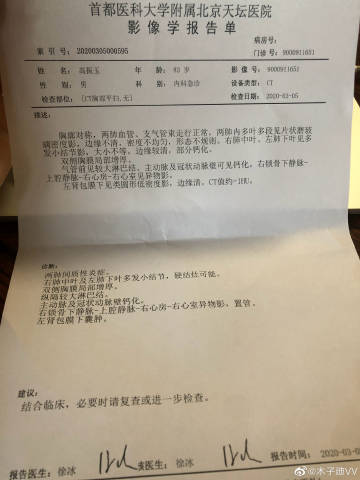 首都医科大学附属北京天坛医院
影像学报告单
病房号:
索引号: 20200305000595 门诊号: 9000911651
姓名: 高振玉 年龄: 83岁 9000911651
性别: 男 科别: 内科急诊 设备类型: CT
检查部位: (CT胸部平扫,无) 检查日期: 2020-03-05
描述:
胸廓对称,两肺血管、支气管束走行正常,两肺内多叶多段见片状磨玻
璃密度影,边缘不清,密度不均匀,形态不规则。右肺中叶、左肺下叶见多
发小结节影,大小不等,边缘较清,部分钙化。
双侧胸膜局部增厚。
气管前见较大淋巴结。主动脉及冠状动脉壁可见钙化。右锁骨下静脉-
上腔静脉-右心房-右心室见异物影。
左肾包膜下见类圆形低密度影,边缘清,CT值约-1HU。
诊断:
两肺间质性炎症。
右肺中叶及左肺下叶多发小结节,硬结灶可能。
双侧胸膜局部增厚。
纵隔较大淋巴结。
主动脉及冠状动脉壁钙化。
右锁骨下静脉-上腔静脉-右心房-右心室异物影,置管。
左肾包膜下囊肿。
建议:
结合临床,必要时请复查或进一步检查。
报告医生: 徐冰 医生: 徐冰 报告时间: 2020-03-0
@木子迪VV